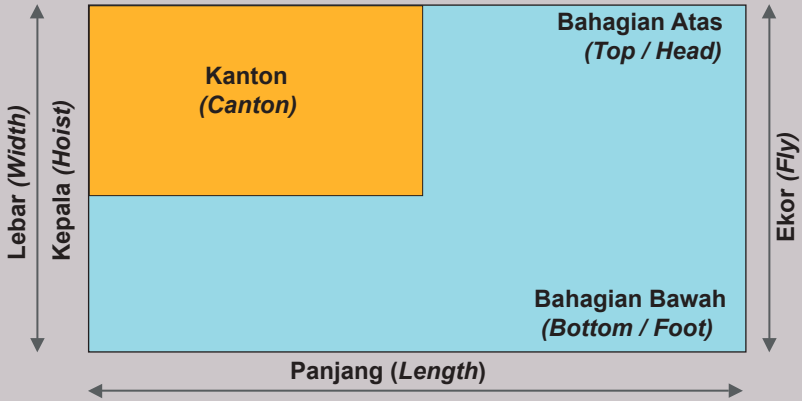 Bahagian Atas
(Top / Head)
Kanton
(Canton)
Lebar (Width)
Kepala (Hoist)
Ekor (Fly)
Bahagian Bawah
(Bottom / Foot)
Panjang (Length)